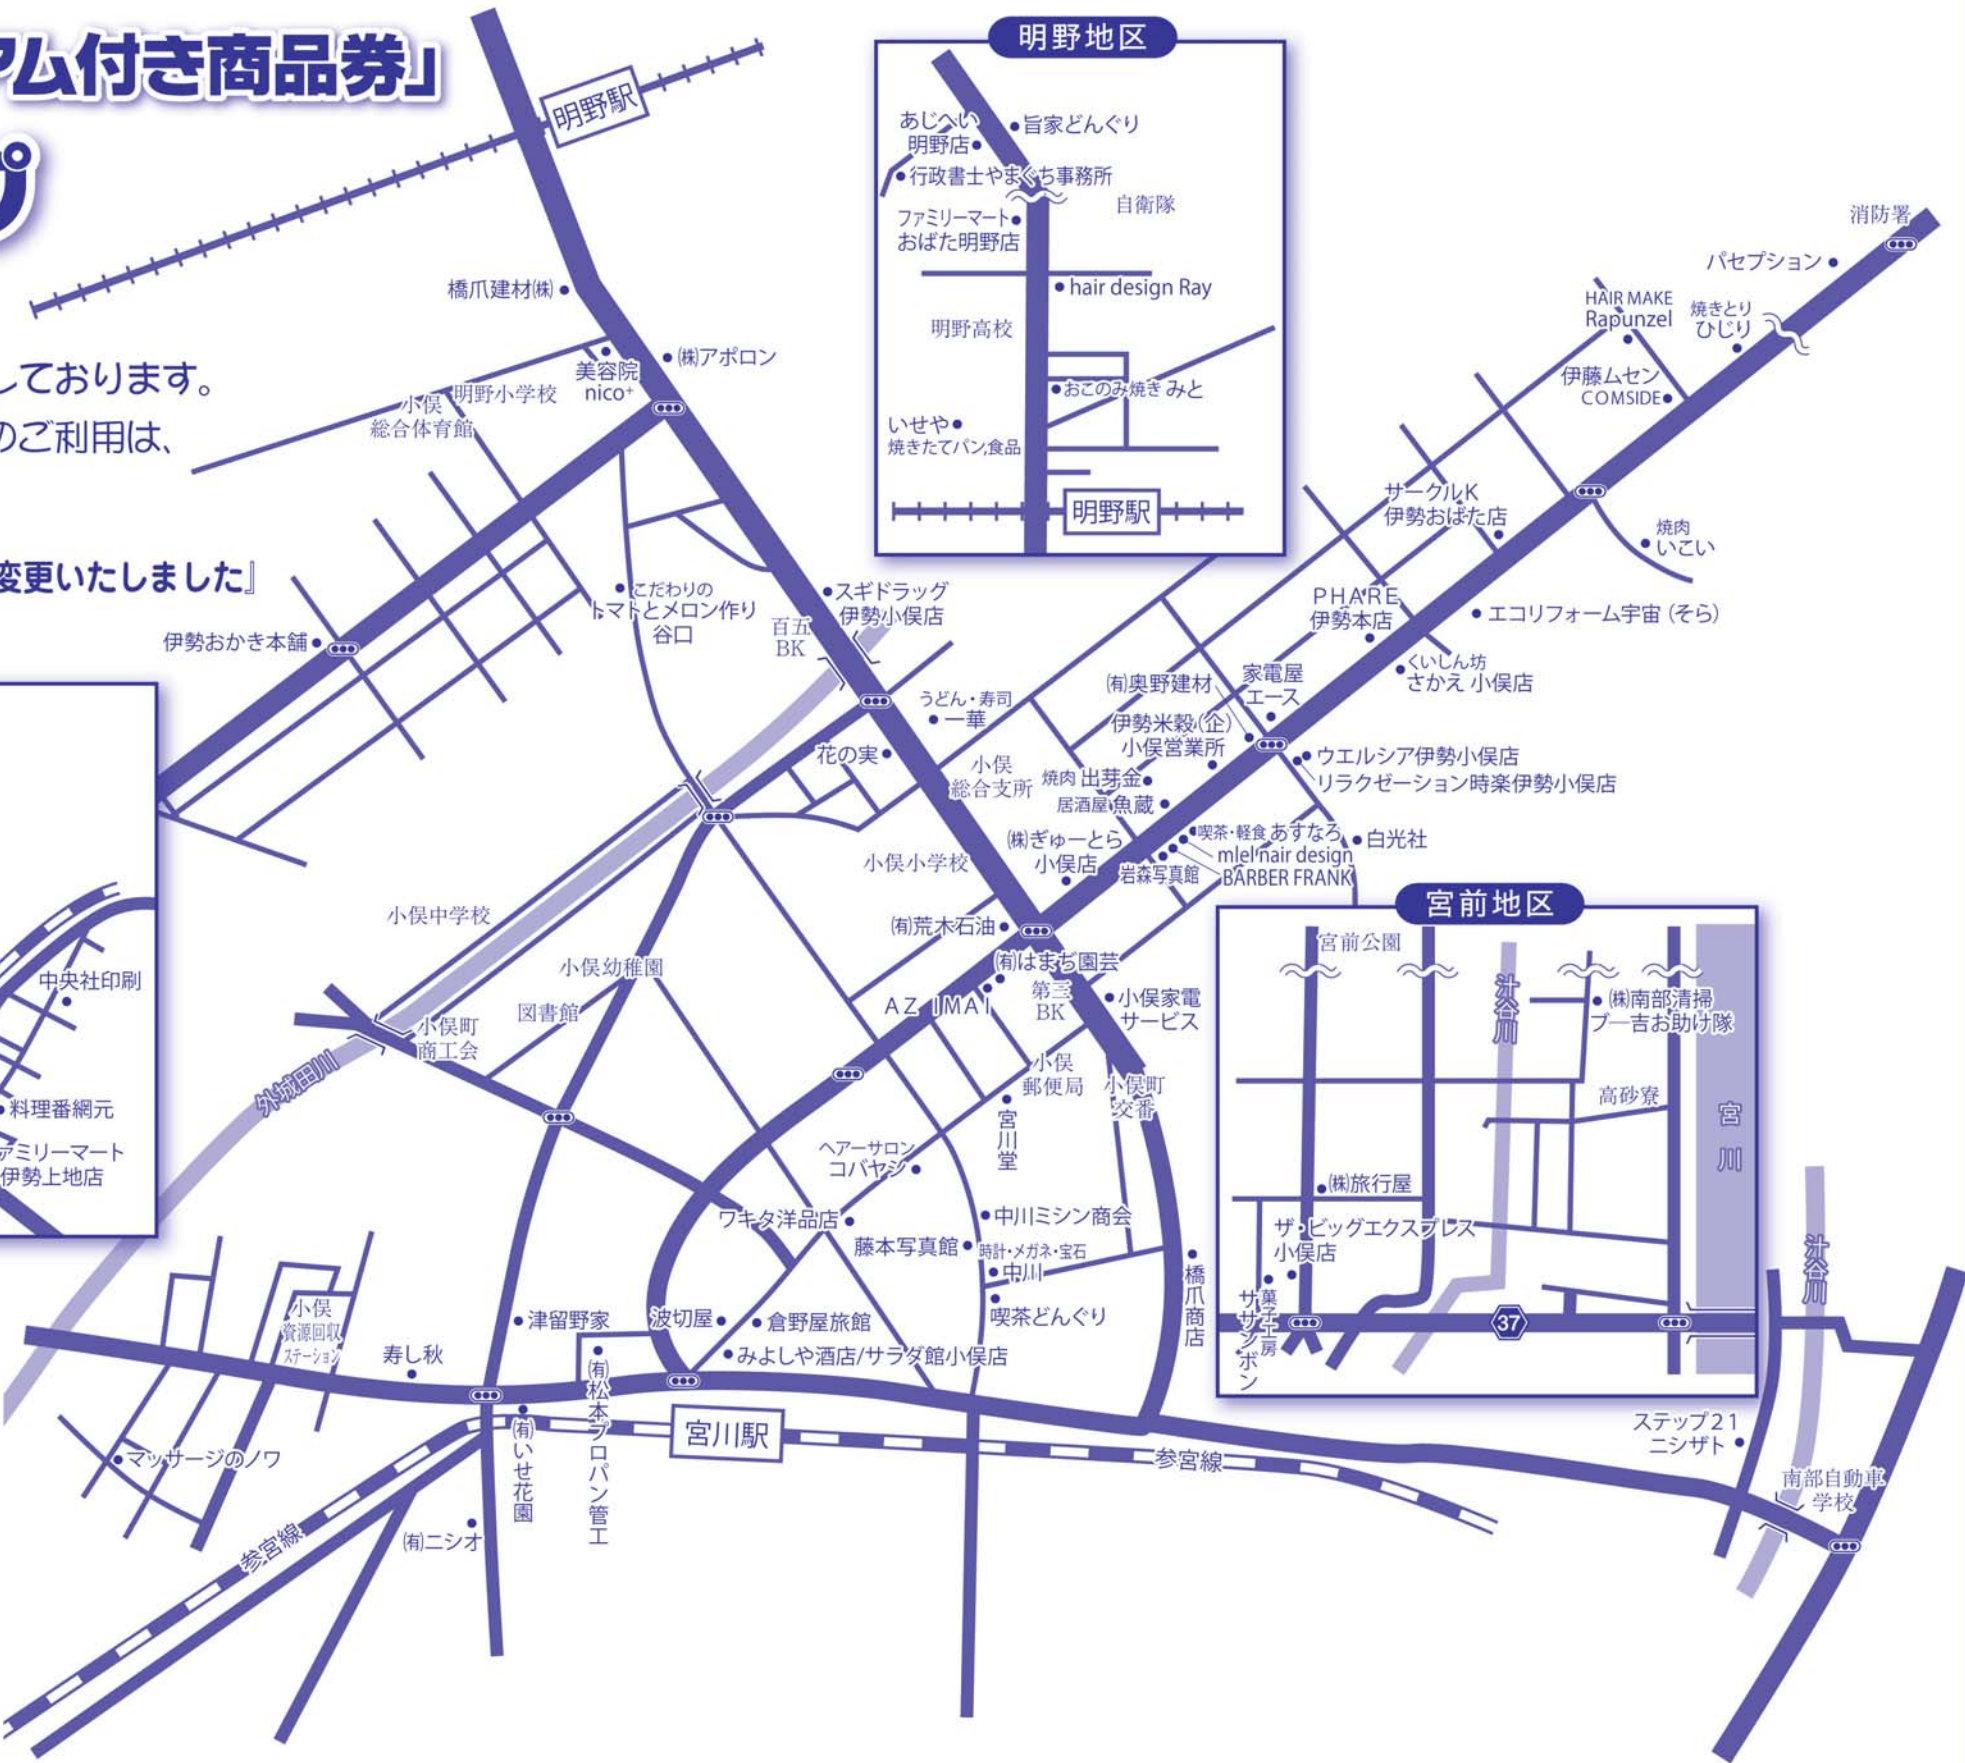 アム付き商品券」
プ
しております。
のご利用は、
変更いたしました』
明野駅
橋爪建材㈱
㈱アポロン
美容院
nico⁺
明野小学校
小俣
総合体育館
伊勢おかき本舗
こだわりの
トマトとメロン作り
谷口
スギドラッグ
伊勢小俣店
百五
BK
うどん・寿司
一華
花の実
小俣
総合支所
小俣小学校
小俣中学校
小俣幼稚園
図書館
小俣町
商工会
外城田川
明野地区
あじへい
明野店
旨家どんぐり
行政書士やまぐち事務所
自衛隊
ファミリーマート
おばた明野店
hair design Ray
明野高校
おこのみ焼き みと
いせや
焼きたてパン,食品
明野駅
消防署
パセプション
HAIR MAKE
Rapunzel
焼きとり
ひじり
伊藤ムセン
COMSIDE
サークルK
伊勢おばた店
焼肉
いこい
PHARE
伊勢本店
エコリフォーム宇宙（そら）
くいしん坊
さかえ 小俣店
家電屋
エース
㈲奥野建材
伊勢米穀(企)
小俣営業所
ウエルシア伊勢小俣店
リラクゼーション時楽伊勢小俣店
焼肉 出芽金
居酒屋 魚蔵
㈱ぎゅーとら
小俣店
喫茶・軽食 あすなろ
白光社
mlel hair design
BARBER FRANK
岩森写真館
㈲荒木石油
㈲はまぢ園芸
AZ IMAI
第三
BK
小俣家電
サービス
小俣
郵便局
小俣町
交番
宮川堂
ヘアーサロン
コバヤシ
ワキタ洋品店
中川ミシン商会
藤本写真館
時計・メガネ・宝石
中川
喫茶どんぐり
橋爪商店
宮前地区
宮前公園
汁谷川
㈱南部清掃
ブー吉お助け隊
高砂寮
宮川
㈱旅行屋
ザ・ビッグエクスプレス
小俣店
菓子工房
ササンボン
37
汁谷川
中央社印刷
料理番網元
ァミリーマート
伊勢上地店
小俣
資源回収
ステーション
寿し秋
津留野家
波切屋
倉野屋旅館
みよしや酒店/サラダ館小俣店
㈲松本プロパン管工
㈲いせ花園
宮川駅
参宮線
マッサージのノワ
㈲ニシオ
参宮線
ステップ21
ニシザト
南部自動車
学校